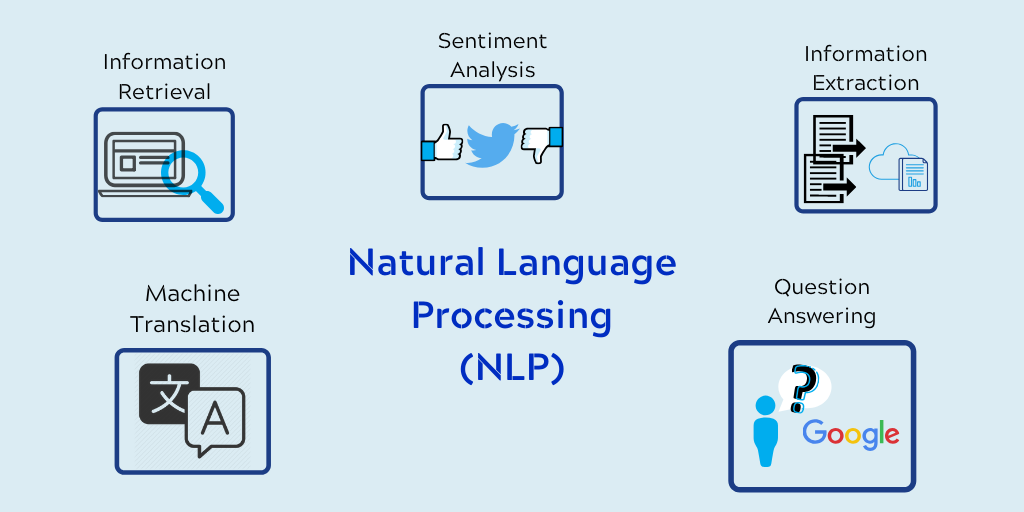 Information
Retrieval
Sentiment
Analysis
Information
Extraction
Natural Language
Processing
(NLP)
Machine
Translation
文
A
Question
Answering
?
Google